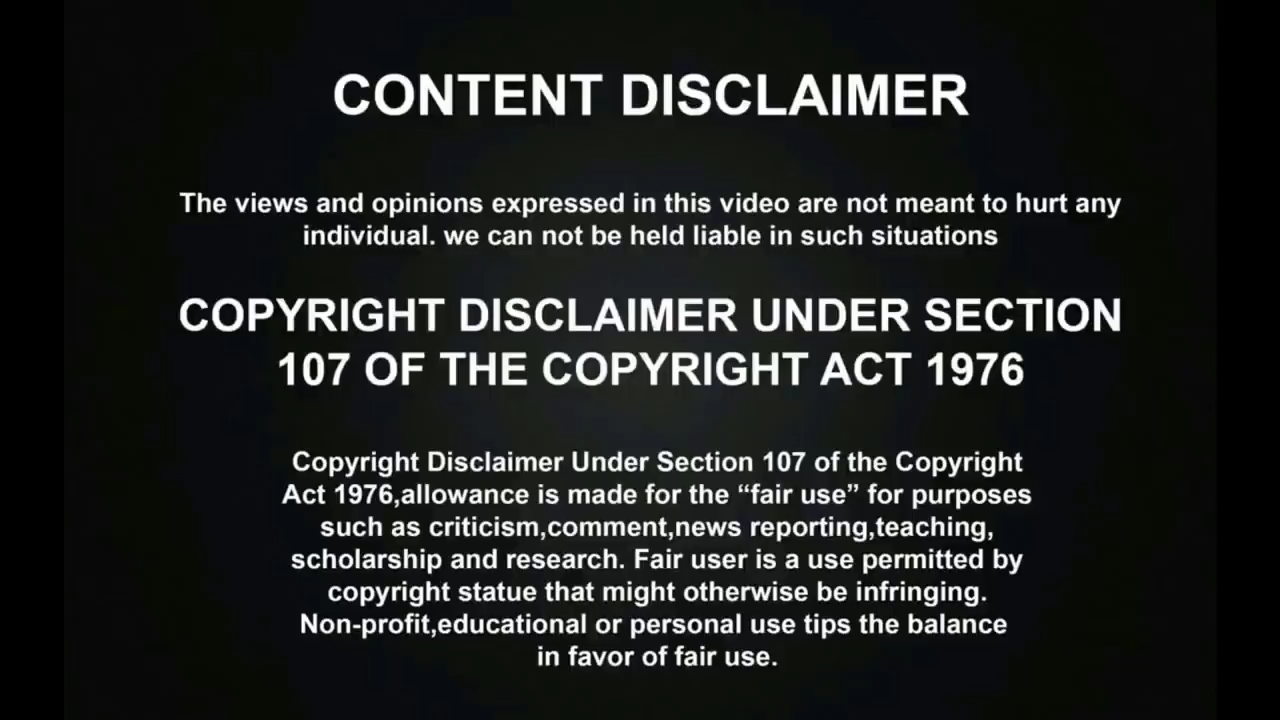 CONTENT DISCLAIMER
The views and opinions expressed in this video are not meant to hurt any
individual. we can not be held liable in such situations
COPYRIGHT DISCLAIMER UNDER SECTION
107 OF THE COPYRIGHT ACT 1976
Copyright Disclaimer Under Section 107 of the Copyright
Act 1976,allowance is made for the “fair use” for purposes
such as criticism,comment,news reporting,teaching,
scholarship and research. Fair user is a use permitted by
copyright statue that might otherwise be infringing.
Non-profit,educational or personal use tips the balance
in favor of fair use.